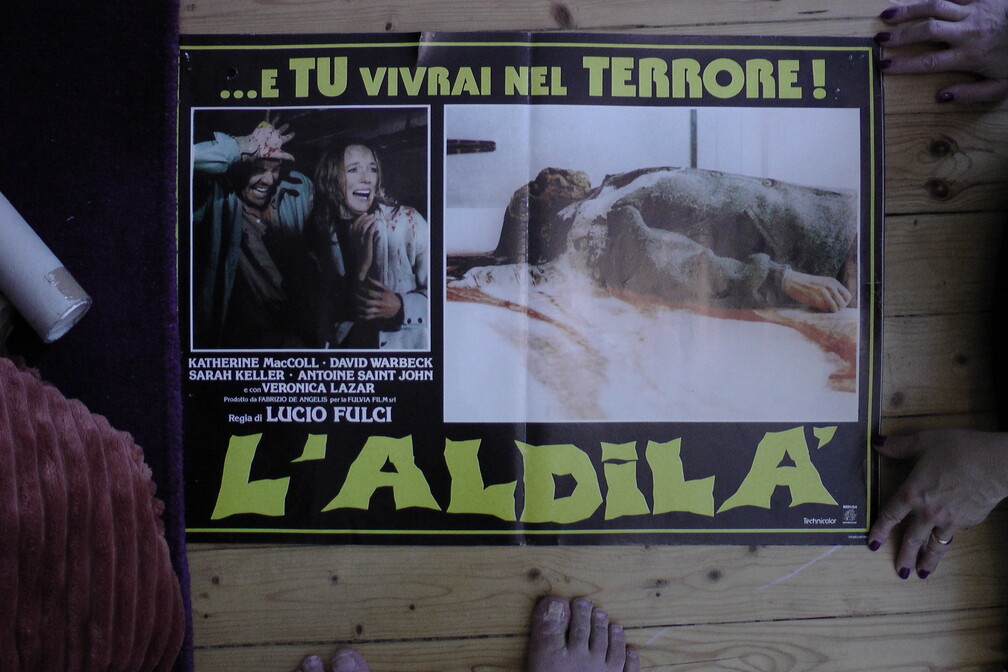 ...E TU VIVRAI NEL TERRORE!
KATHERINE MacCOLL · DAVID WARBECK
SARAH KELLER · ANTOINE SAINT JOHN
e con VERONICA LAZAR
Prodotto da FABRIZIO DE ANGELIS per la FULVIA FILM srl
Regia di LUCIO FULCI
L'ALDILA'
Technicolor